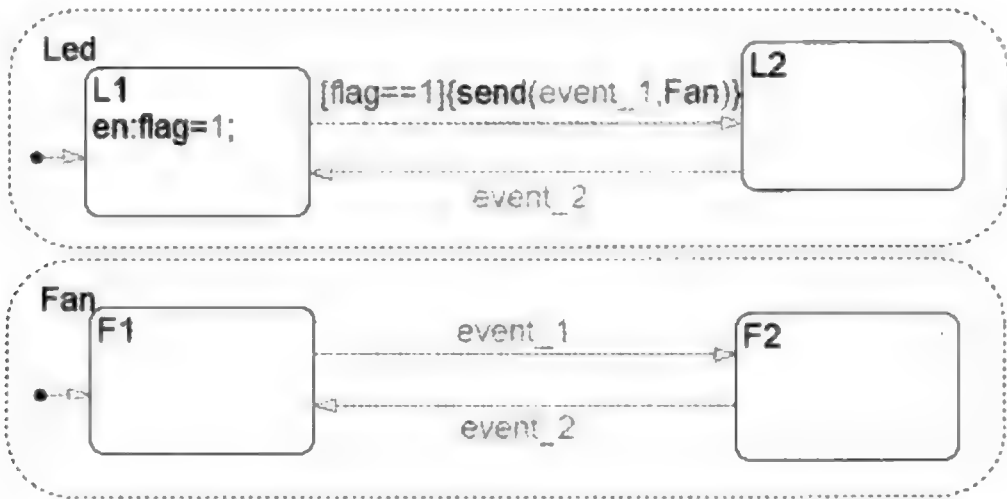 Led
L1
en:flag=1;
[flag==1]{send(event_1,Fan)}
L2
event_2
Fan
F1
event_1
F2
event_2